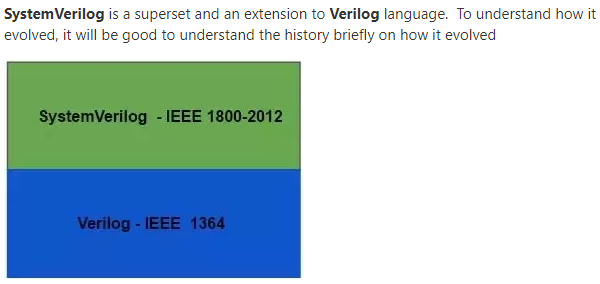 SystemVerilog is a superset and an extension to Verilog language.  To understand how it
evolved, it will be good to understand the history briefly on how it evolved
SystemVerilog  - IEEE 1800-2012
Verilog - IEEE  1364